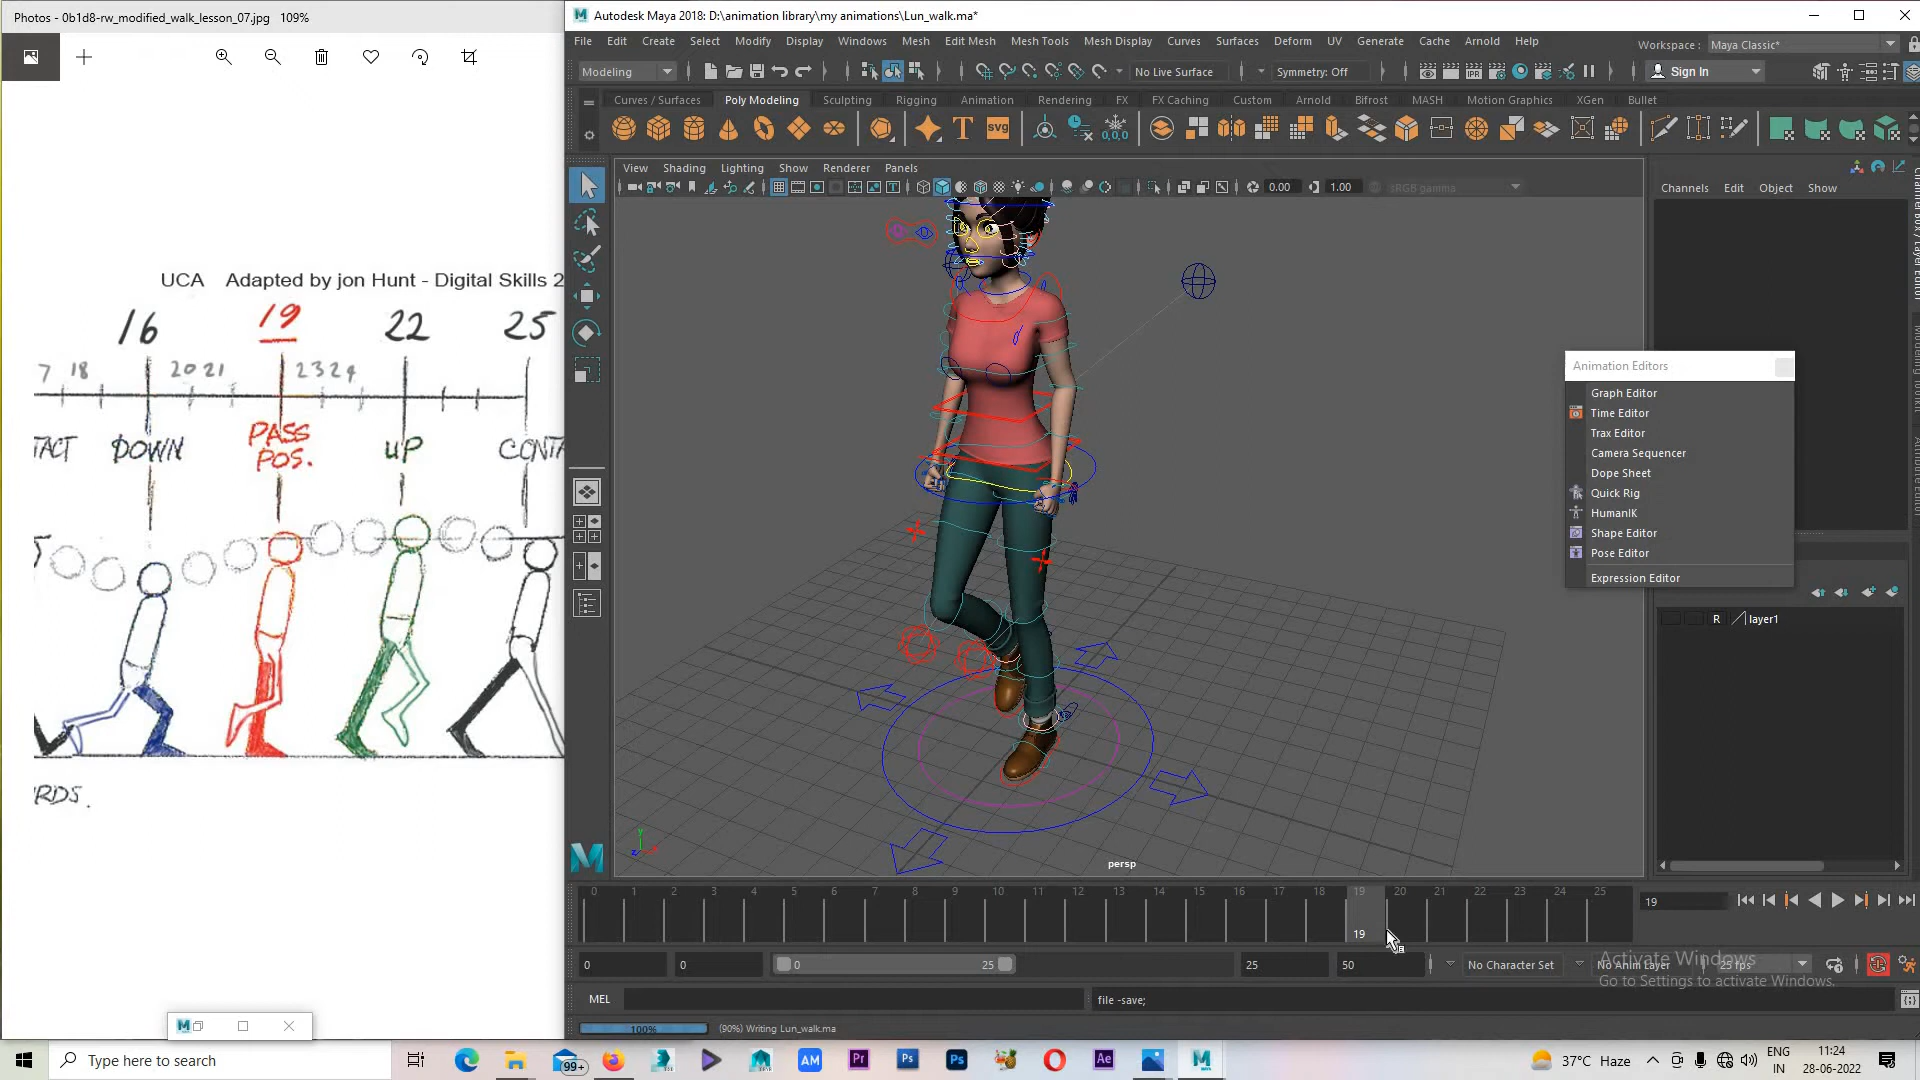 Photos - 0b1d8-rw_modified_walk_lesson_07.jpg   109%
UCA   Adapted by jon Hunt - Digital Skills 2
16 19 22 25
7 18 20 21 23 24
TACT DOWN PASS POS. UP CONTA
RDS.
Autodesk Maya 2018: D:\animation library\my animations\Lun_walk.ma*
File Edit Create Select Modify Display Windows Mesh Edit Mesh Mesh Tools Mesh Display Curves Surfaces Deform UV Generate Cache Arnold Help
Workspace : Maya Classic*
Modeling No Live Surface Symmetry: Off Sign In
Curves / Surfaces Poly Modeling Sculpting Rigging Animation Rendering FX FX Caching Custom Arnold Bifrost MASH Motion Graphics XGen Bullet
View Shading Lighting Show Renderer Panels
0.00 1.00 sRGB gamma
Channels Edit Object Show
Animation Editors
Graph Editor
Time Editor
Trax Editor
Camera Sequencer
Dope Sheet
Quick Rig
HumanIK
Shape Editor
Pose Editor
Expression Editor
R layer1
persp
0 1 2 3 4 5 6 7 8 9 10 11 12 13 14 15 16 17 18 19 20 21 22 23 24 25
19
19
0 0 0 25 25 50 No Character Set No Anim Layer 25 fps
Activate Windows
Go to Settings to activate Windows.
MEL file -save;
100% (90%) Writing Lun_walk.ma
Type here to search
99+
37°C Haze
ENG
IN
11:24
28-06-2022